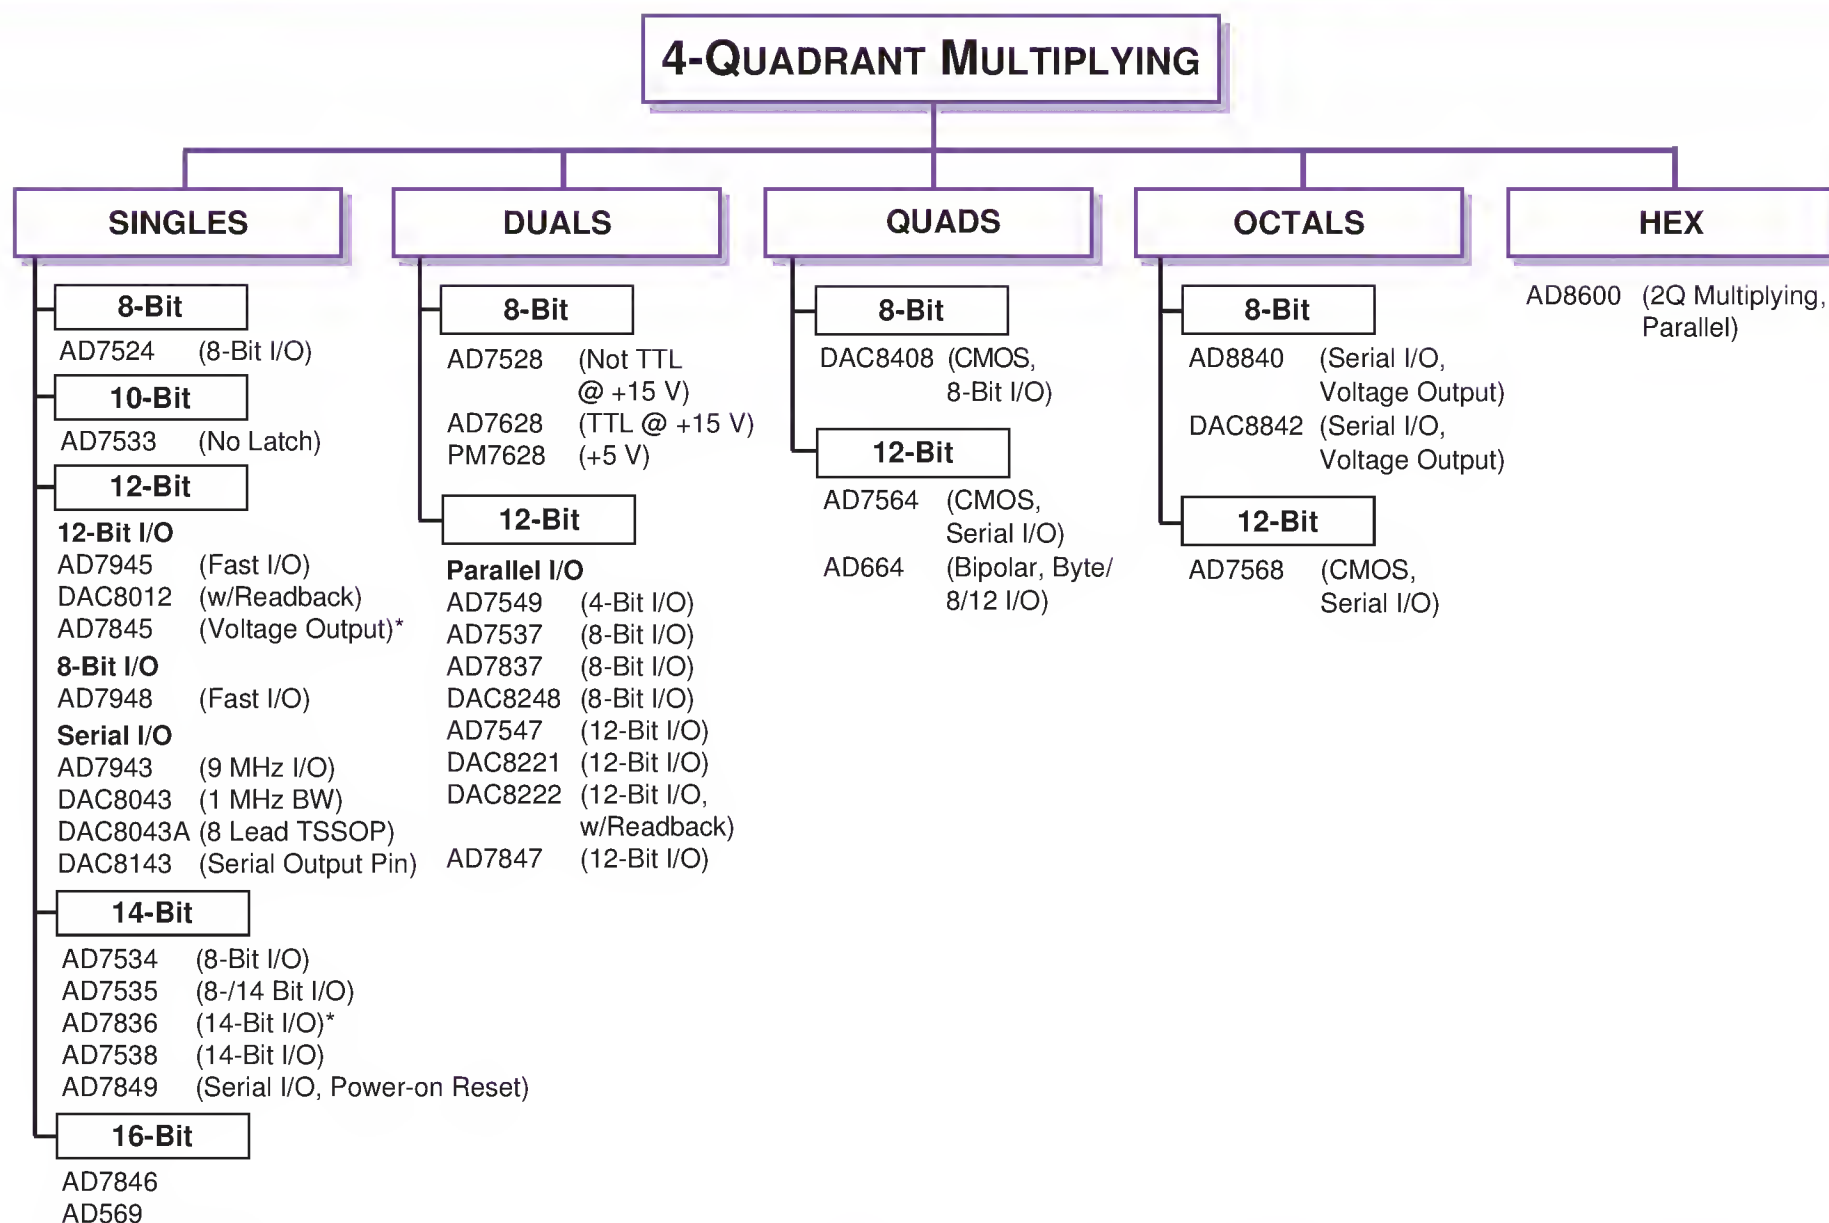 4-QUADRANT MULTIPLYING
SINGLES
8-Bit
AD7524 (8-Bit I/O)
10-Bit
AD7533 (No Latch)
12-Bit
12-Bit I/O
AD7945 (Fast I/O)
DAC8012 (w/Readback)
AD7845 (Voltage Output)*
8-Bit I/O
AD7948 (Fast I/O)
Serial I/O
AD7943 (9 MHz I/O)
DAC8043 (1 MHz BW)
DAC8043A (8 Lead TSSOP)
DAC8143 (Serial Output Pin)
14-Bit
AD7534 (8-Bit I/O)
AD7535 (8-/14 Bit I/O)
AD7836 (14-Bit I/O)*
AD7538 (14-Bit I/O)
AD7849 (Serial I/O, Power-on Reset)
16-Bit
AD7846
AD569
DUALS
8-Bit
AD7528 (Not TTL
@ +15 V)
AD7628 (TTL @ +15 V)
PM7628 (+5 V)
12-Bit
Parallel I/O
AD7549 (4-Bit I/O)
AD7537 (8-Bit I/O)
AD7837 (8-Bit I/O)
DAC8248 (8-Bit I/O)
AD7547 (12-Bit I/O)
DAC8221 (12-Bit I/O)
DAC8222 (12-Bit I/O,
w/Readback)
AD7847 (12-Bit I/O)
QUADS
8-Bit
DAC8408 (CMOS,
8-Bit I/O)
12-Bit
AD7564 (CMOS,
Serial I/O)
AD664 (Bipolar, Byte/
8/12 I/O)
OCTALS
8-Bit
AD8840 (Serial I/O,
Voltage Output)
DAC8842 (Serial I/O,
Voltage Output)
12-Bit
AD7568 (CMOS,
Serial I/O)
HEX
AD8600 (2Q Multiplying,
Parallel)